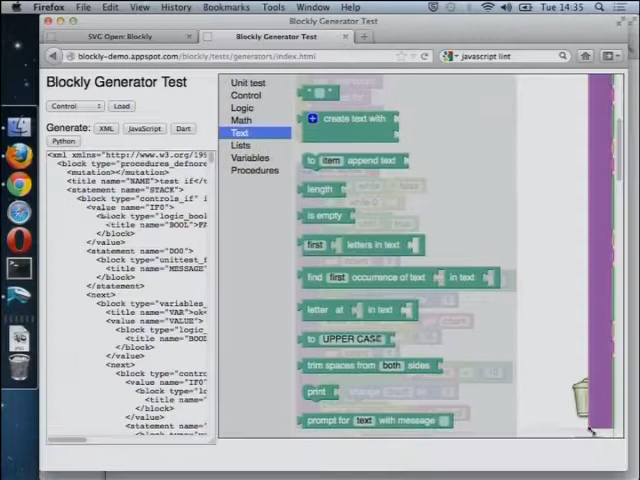 Firefox File Edit View History Bookmarks Tools Window Help Tue 14:35
Blockly Generator Test
SVG Open: Blockly
Blockly Generator Test
blockly-demo.appspot.com/blockly/tests/generators/index.html
javascript lint
Blockly Generator Test
Control
Load
Generate: XML JavaScript Dart
Python
<xml xmlns="http://www.w3.org/199
<block type="procedures_defnore
<mutation></mutation>
<title name="NAME">test if</tit
<statement name="STACK">
<block type="controls_if" i
<value name="IF0">
<block type="logic_bool
<title name="BOOL">FA
</block>
</value>
<statement name="DO0">
<block type="unittest_f
<title name="MESSAGE"
</block>
</statement>
<next>
<block type="variables_
<title name="VAR">ok<
<value name="VALUE">
<block type="logic_
<title name="BOOL
</block>
</value>
<next>
<block type="contro
<value name="IF0"
<block type="lo
<title name="
</block>
</value>
Unit test
Control
Logic
Math
Text
Lists
Variables
Procedures
" "
create text with
to item append text
length
is empty
first letters in text
find first occurrence of text in text
letter at in text
to UPPER CASE
trim spaces from both sides
print
prompt for text with message